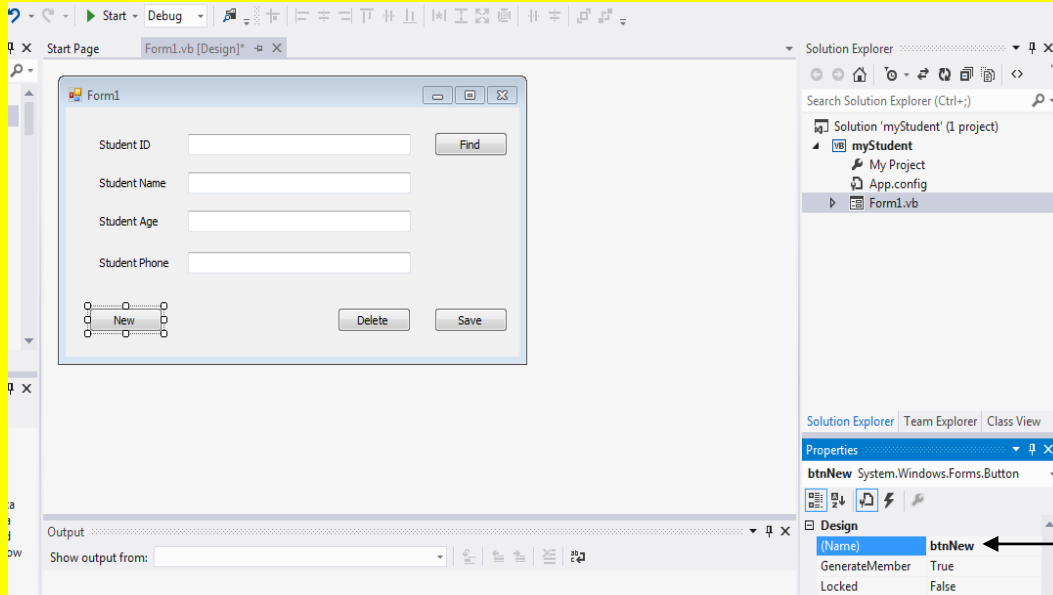 Start Debug
Start Page Form1.vb [Design]*
Solution Explorer
Form1
Search Solution Explorer (Ctrl+;)
Solution 'myStudent' (1 project)
VB myStudent
My Project
App.config
Form1.vb
Student ID Find
Student Name
Student Age
Student Phone
New Delete Save
Solution Explorer Team Explorer Class View
Properties
btnNew System.Windows.Forms.Button
Design
(Name) btnNew
GenerateMember True
Locked False
Output
Show output from: